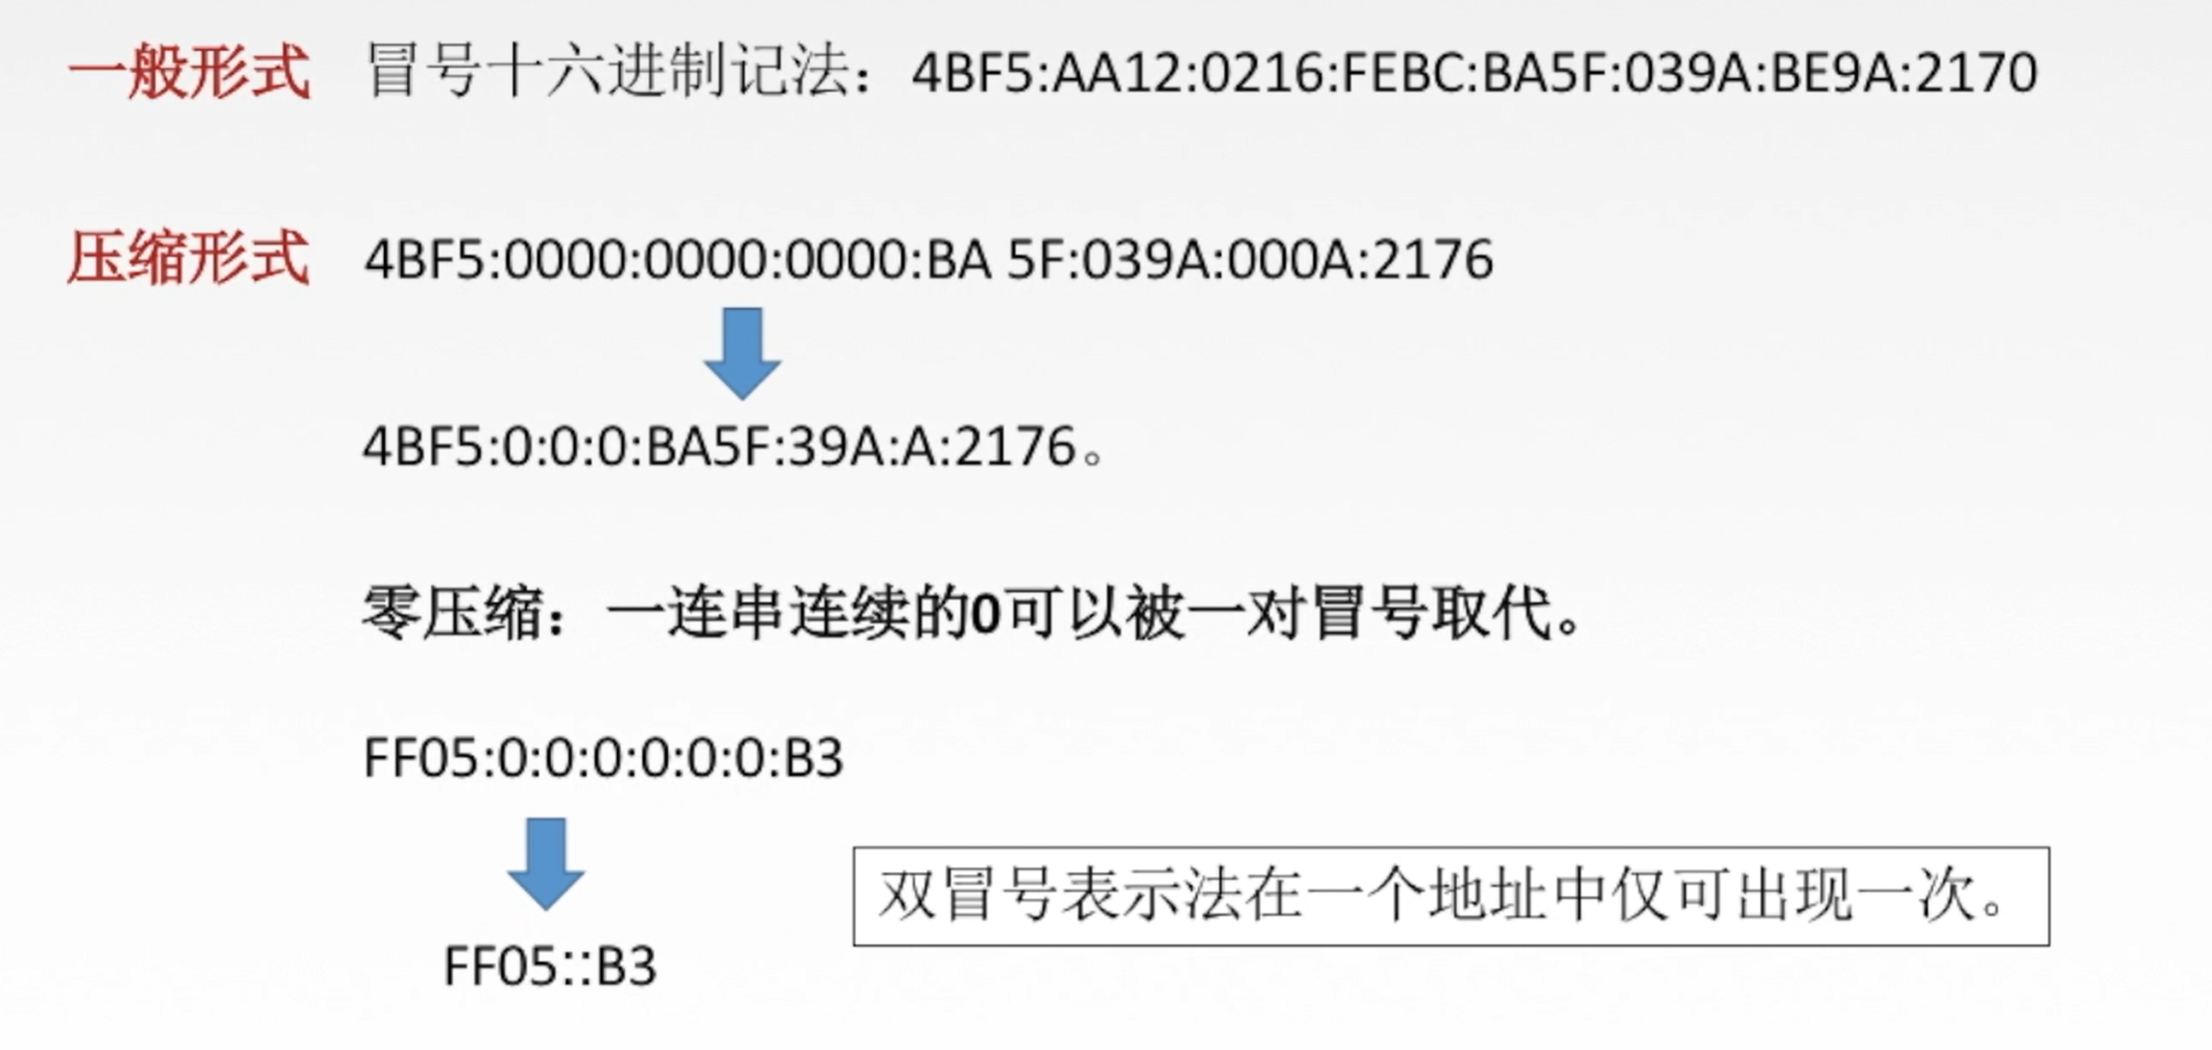 一般形式 冒号十六进制记法：4BF5:AA12:0216:FEBC:BA5F:039A:BE9A:2170
压缩形式 4BF5:0000:0000:0000:BA 5F:039A:000A:2176
4BF5:0:0:0:BA5F:39A:A:2176。
零压缩：一连串连续的0可以被一对冒号取代。
FF05:0:0:0:0:0:0:B3
双冒号表示法在一个地址中仅可出现一次。
FF05::B3